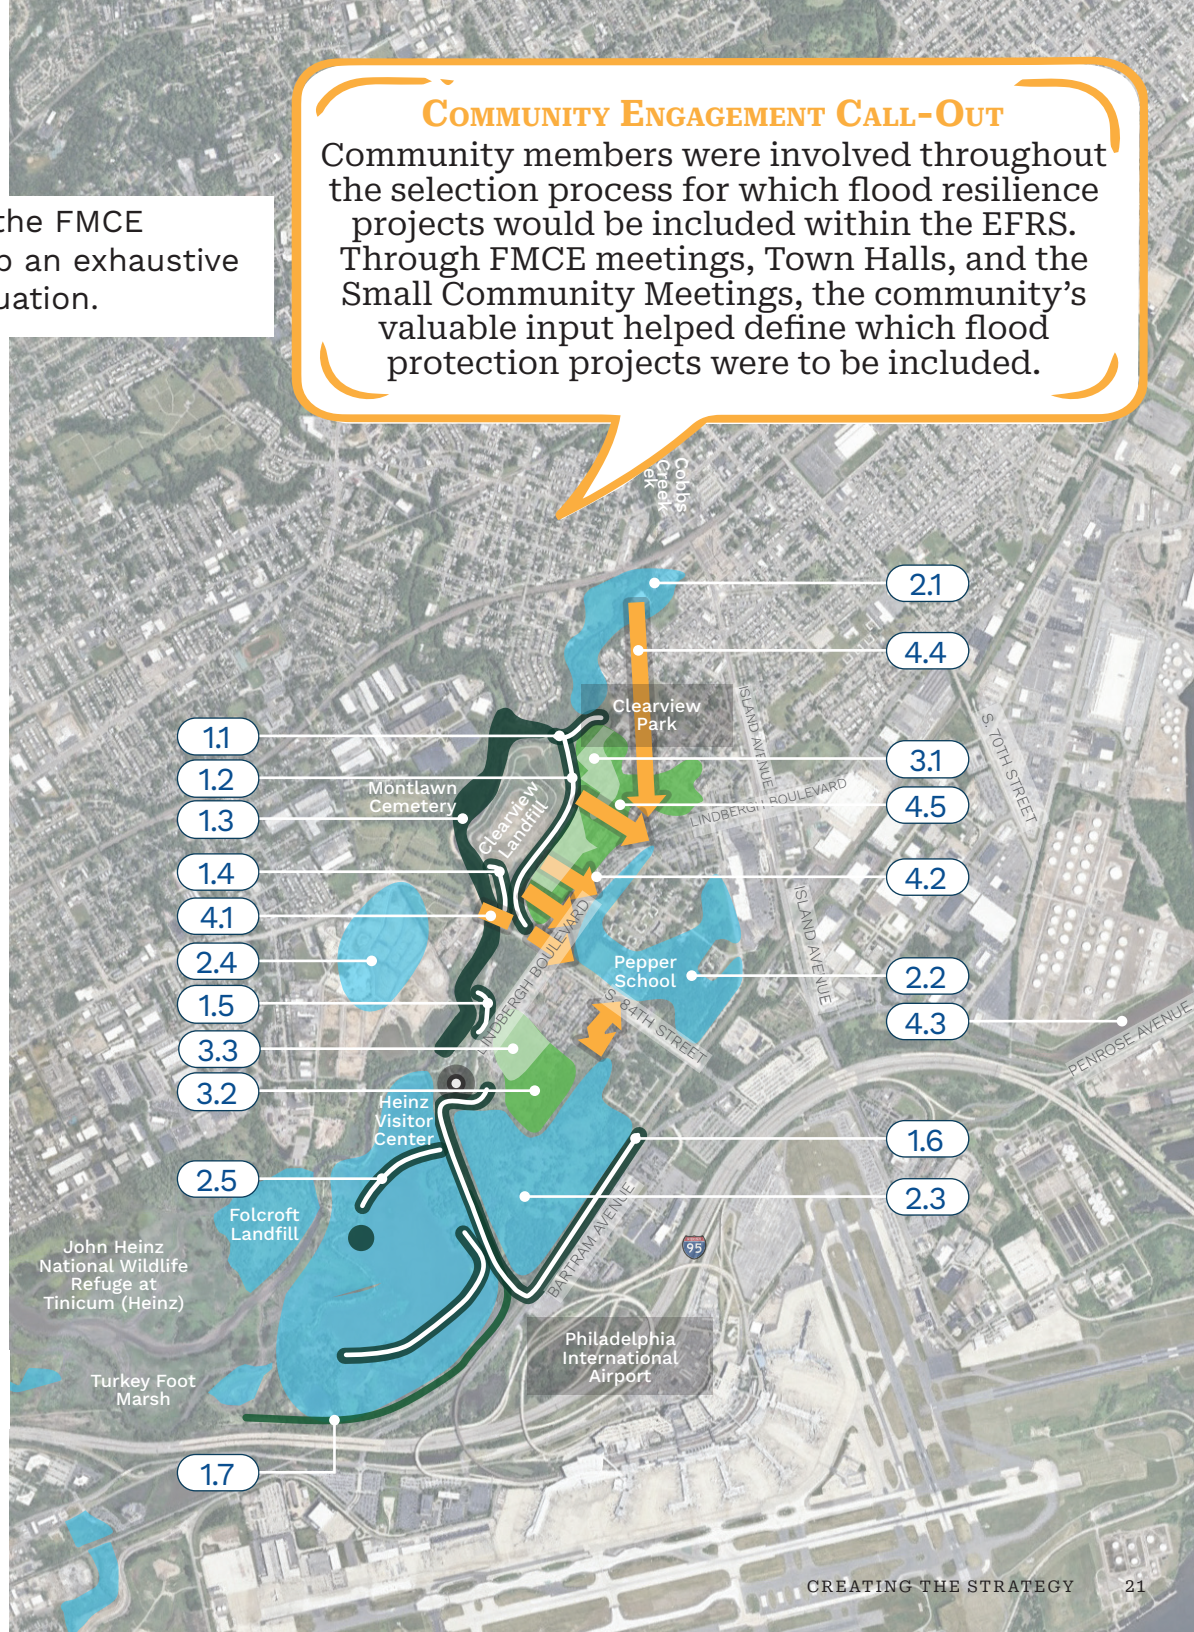 COMMUNITY ENGAGEMENT CALL-OUT
Community members were involved throughout
the selection process for which flood resilience
projects would be included within the EFRS.
Through FMCE meetings, Town Halls, and the
Small Community Meetings, the community's
valuable input helped define which flood
protection projects were to be included.
the FMCE
an exhaustive
Cobbs
Creek
2.1
4.4
Clearview
Park
ISLAND AVENUE
S. 70TH STREET
1.1
1.2
1.3
Montlawn
Cemetery
Clearview
Landfill
3.1
4.5
LINDBERGH BOULEVARD
1.4
4.1
2.4
1.5
3.3
3.2
4.2
ISLAND AVENUE
LINDBERGH BOULEVARD
Pepper
School
S. 84TH STREET
2.2
4.3
PENROSE AVENUE
Heinz
Visitor
Center
1.6
2.3
2.5
Folcroft
Landfill
BARTRAM AVENUE
95
John Heinz
National Wildlife
Refuge at
Tinicum (Heinz)
Philadelphia
International
Airport
Turkey Foot
Marsh
1.7
CREATING THE STRATEGY 21